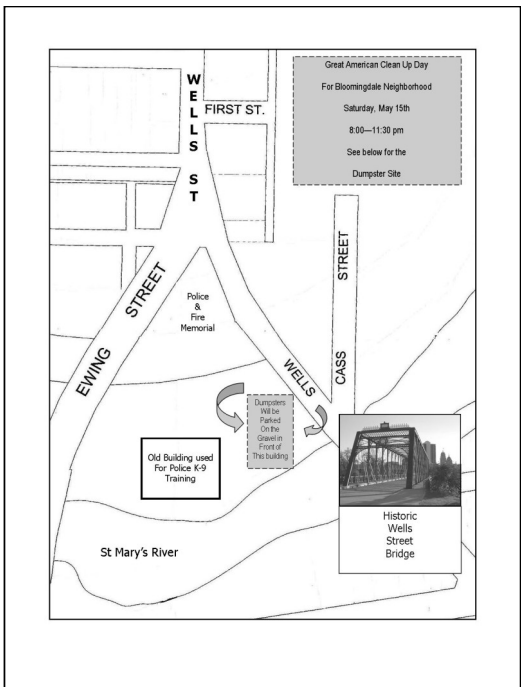 Great American Clean Up Day
For Bloomingdale Neighborhood
Saturday, May 15th
8:00—11:30 pm
See below for the
Dumpster Site
WELLS ST
FIRST ST.
EWING STREET
Police
&
Fire
Memorial
WELLS
CASS STREET
Dumpsters
Will be
Parked
On the
Gravel in
Front of
This building
Old Building used
For Police K-9
Training
Historic
Wells
Street
Bridge
St Mary's River